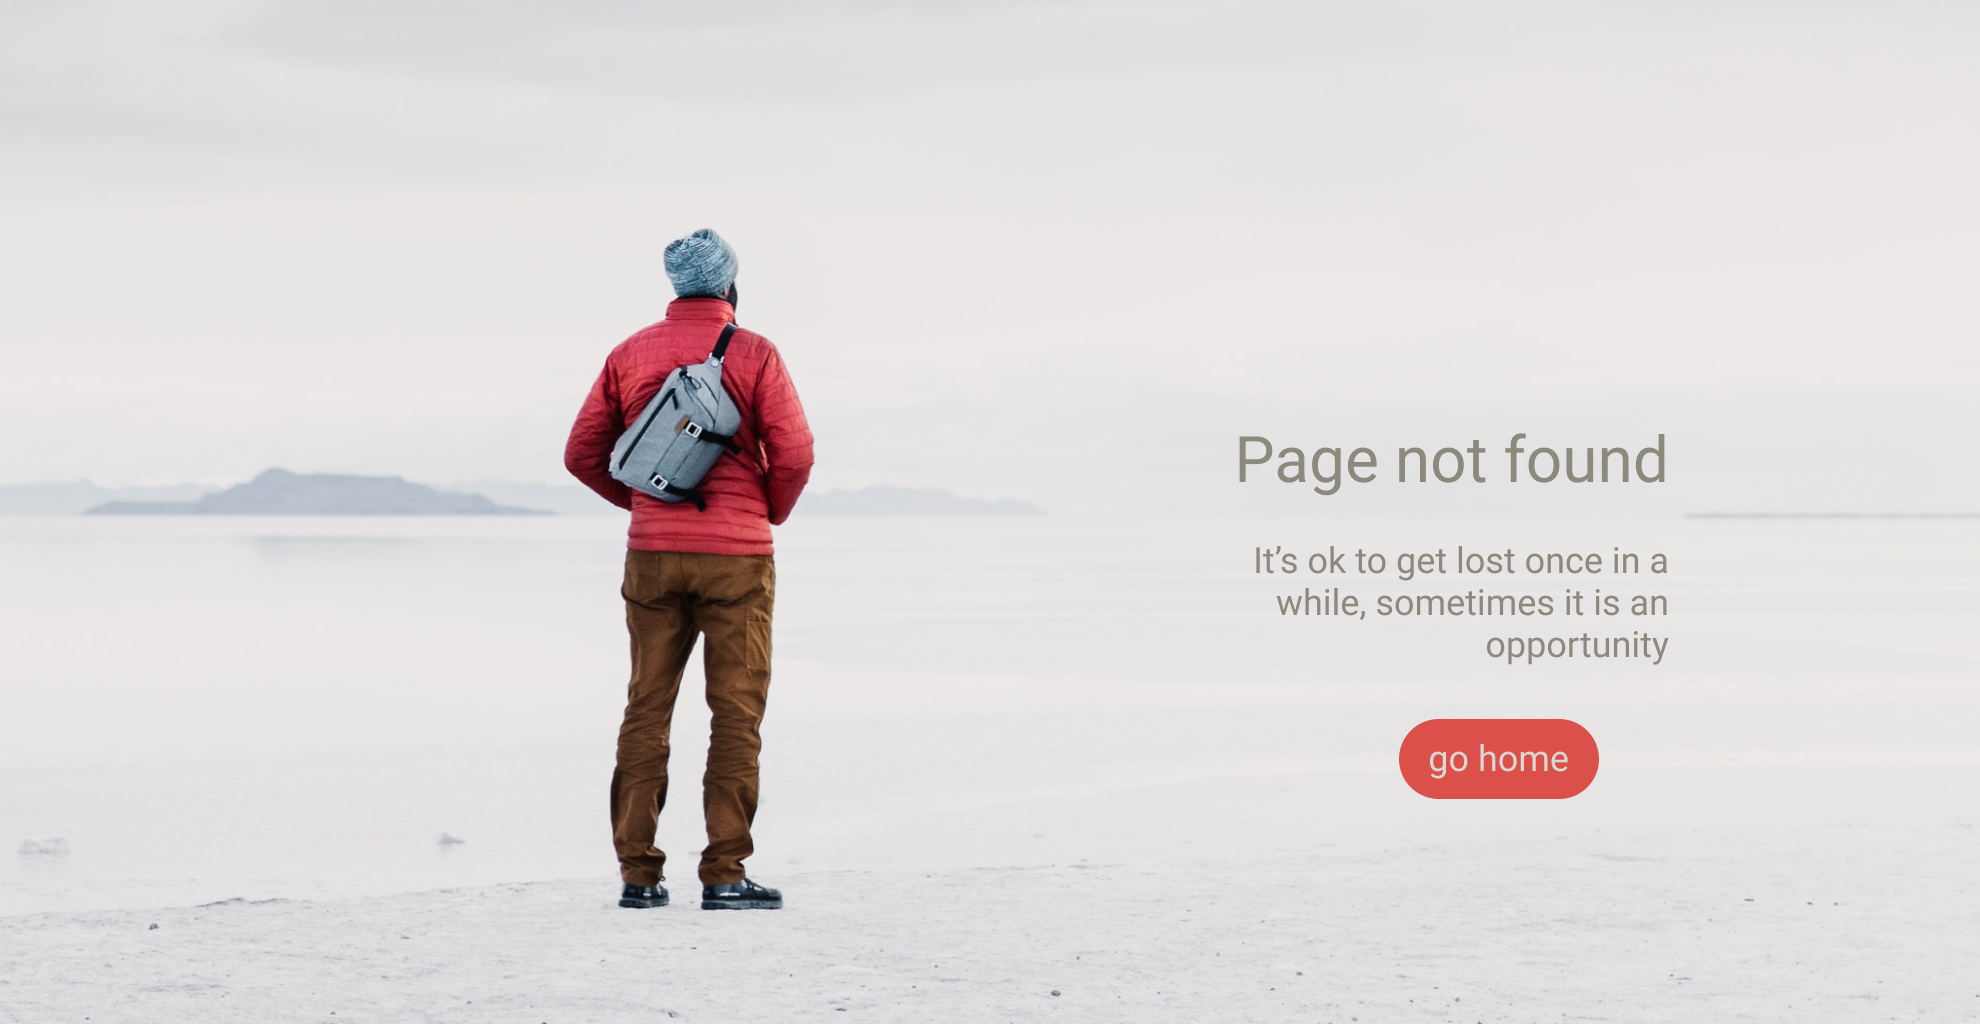 Page not found
It’s ok to get lost once in a
while, sometimes it is an
opportunity
go home